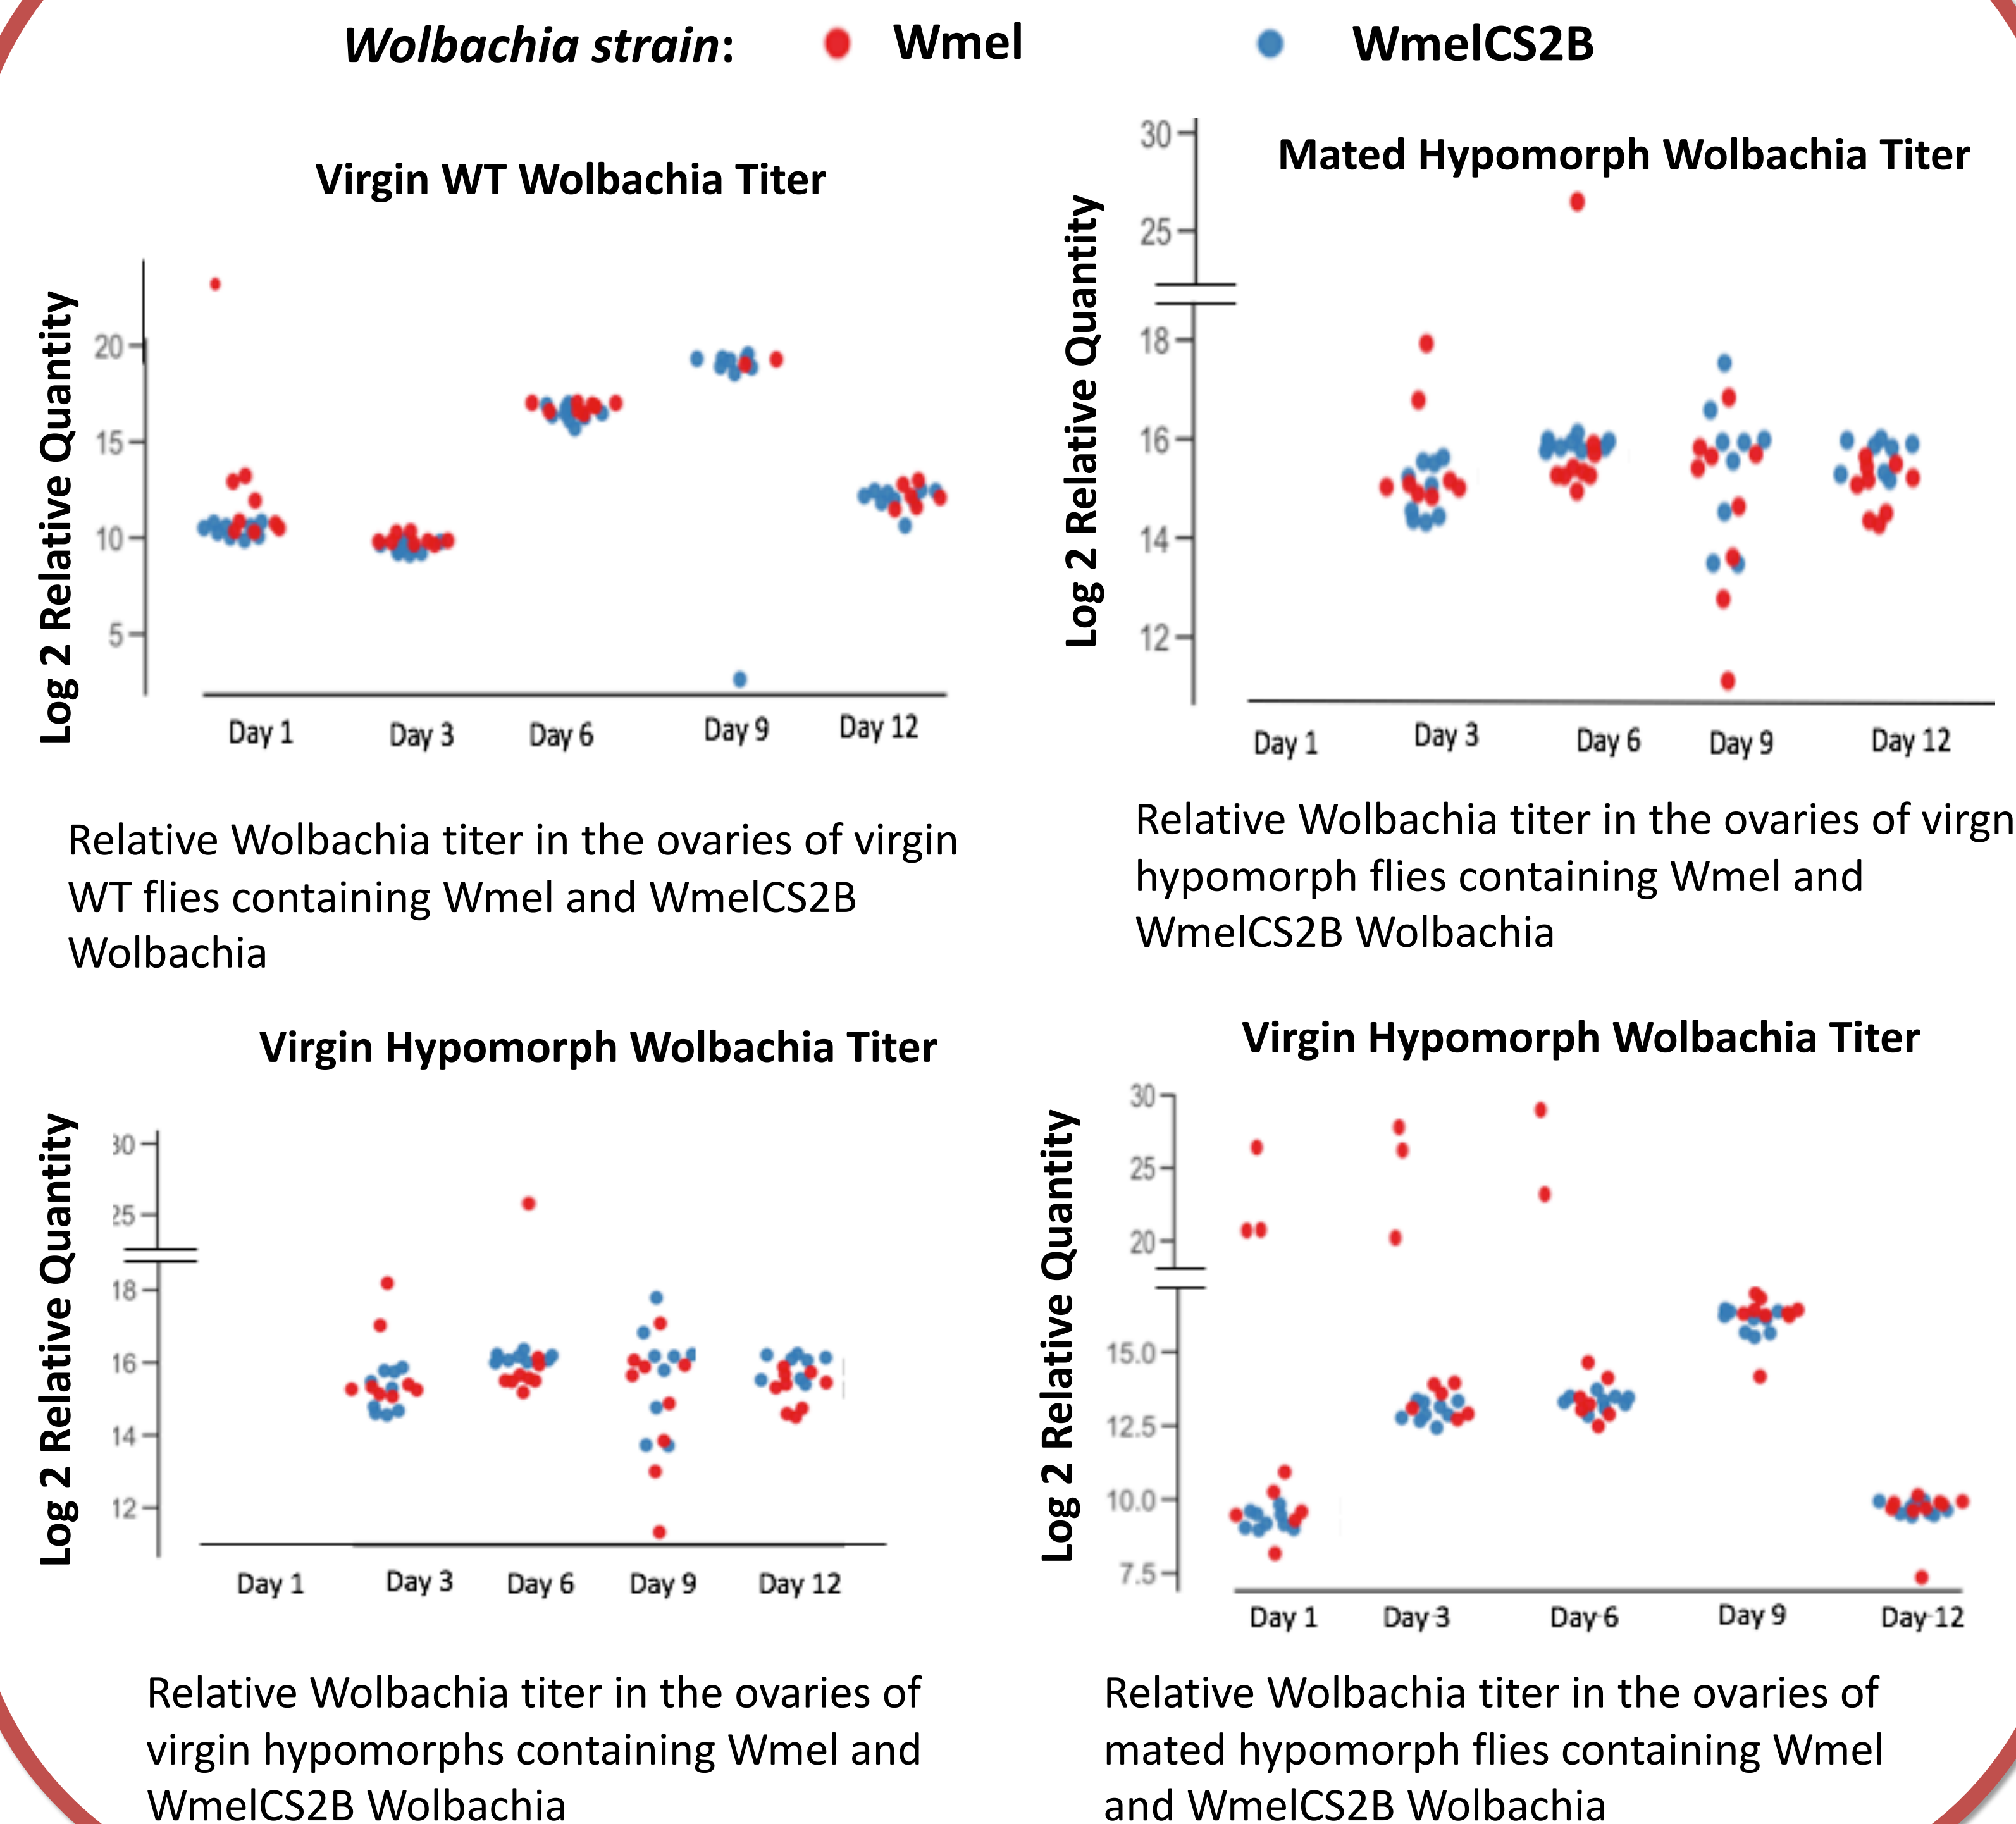 Wolbachia strain: Wmel WmelCS2B
Virgin WT Wolbachia Titer
Log 2 Relative Quantity
20
15
10
5
Day 1 Day 3 Day 6 Day 9 Day 12
Relative Wolbachia titer in the ovaries of virgin
WT flies containing Wmel and WmelCS2B
Wolbachia
Mated Hypomorph Wolbachia Titer
Log 2 Relative Quantity
30
25
18
16
14
12
Day 1 Day 3 Day 6 Day 9 Day 12
Relative Wolbachia titer in the ovaries of virgn
hypomorph flies containing Wmel and
WmelCS2B Wolbachia
Virgin Hypomorph Wolbachia Titer
Log 2 Relative Quantity
30
25
18
16
14
12
Day 1 Day 3 Day 6 Day 9 Day 12
Relative Wolbachia titer in the ovaries of
virgin hypomorphs containing Wmel and
WmelCS2B Wolbachia
Virgin Hypomorph Wolbachia Titer
Log 2 Relative Quantity
30
25
20
15.0
12.5
10.0
7.5
Day 1 Day 3 Day 6 Day 9 Day 12
Relative Wolbachia titer in the ovaries of
mated hypomorph flies containing Wmel
and WmelCS2B Wolbachia